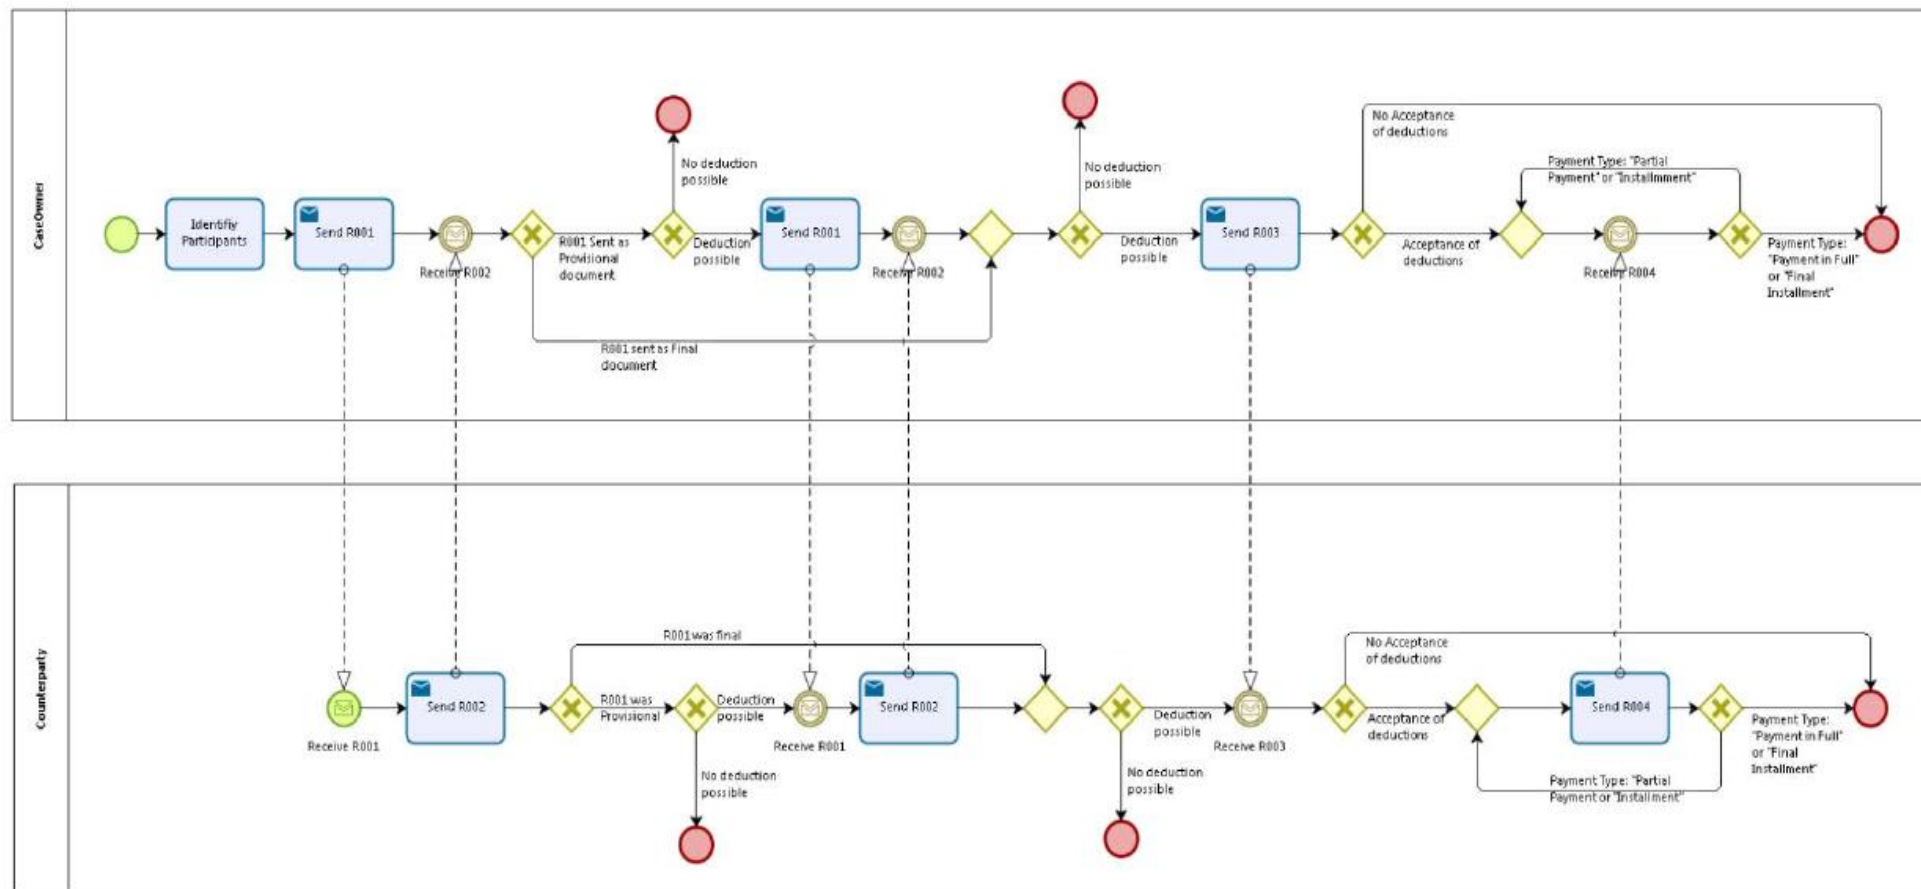 CaseOwner
Identifiy
Participants
Send R001
Receive R002
R001 Sent as
Provisional
document
R001 sent as Final
document
No deduction
possible
Deduction
possible
Send R001
Receive R002
No deduction
possible
Deduction
possible
Send R003
No Acceptance
of deductions
Acceptance of
deductions
Payment Type: "Partial
Payment" or "Installmment"
Receive R004
Payment Type:
"Payment in Full"
or "Final
Installment"
Counterparty
Receive R001
Send R002
R001 was final
R001 was
Provisional
Deduction
possible
No deduction
possible
Receive R001
Send R002
Deduction
possible
No deduction
possible
Receive R003
No Acceptance
of deductions
Acceptance of
deductions
Send R004
Payment Type: "Partial
Payment or "Installment"
Payment Type:
"Payment in Full"
or "Final
Installment"